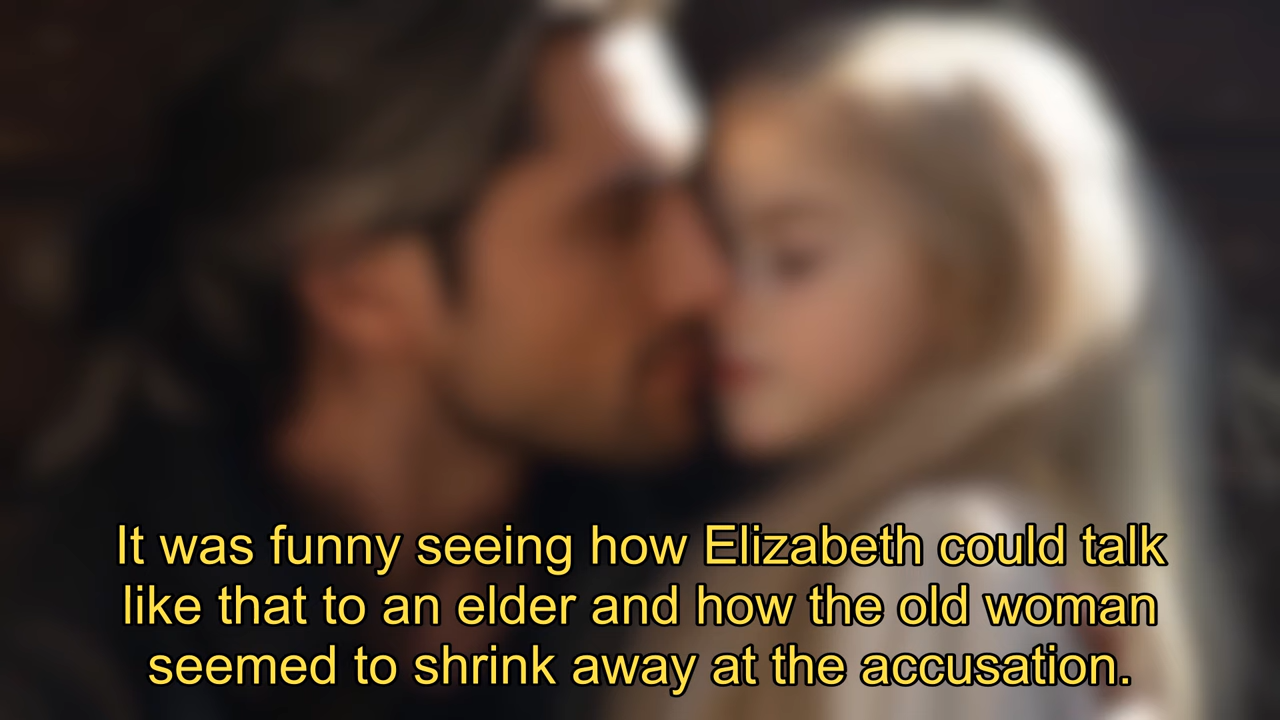 It was funny seeing how Elizabeth could talk
like that to an elder and how the old woman
seemed to shrink away at the accusation.